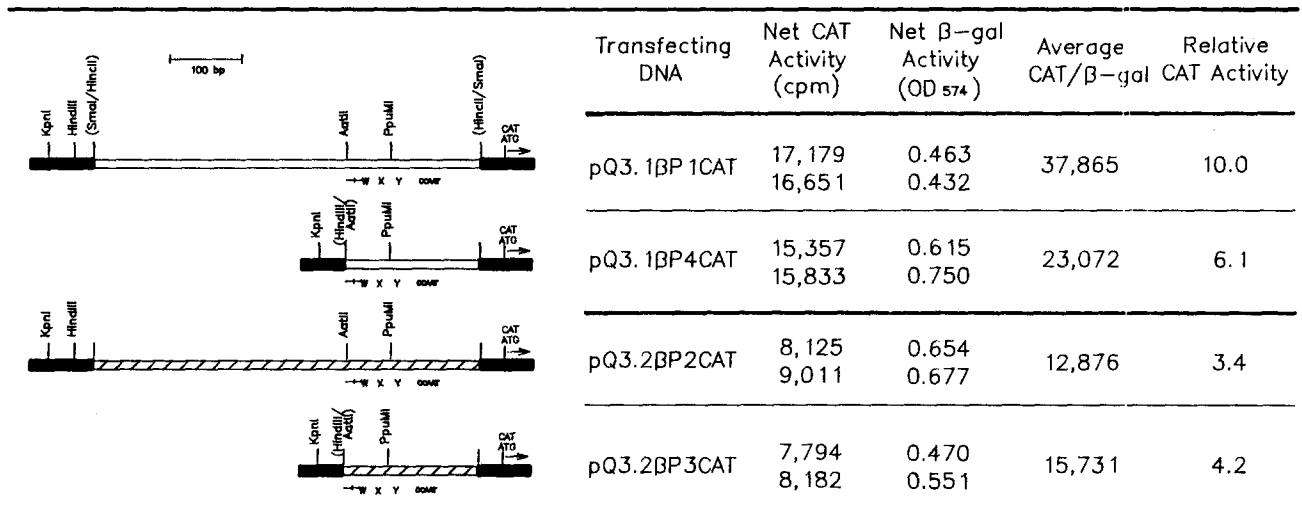 Transfecting DNA
Net CAT Activity (cpm)
Net β-gal Activity (OD 574)
Average CAT/β-gal
Relative CAT Activity
100 bp
KpnI
HindIII
(SmaI/HincII)
AatII
PpuMI
(HincII/SmaI)
CAT
ATG
W X Y
pQ3.1βP1CAT
17,179 0.463
16,651 0.432
37,865 10.0
KpnI
(HindIII/
AatII)
PpuMI
CAT
ATG
W X Y
pQ3.1βP4CAT
15,357 0.615
15,833 0.750
23,072 6.1
KpnI
HindIII
AatII
PpuMI
CAT
ATG
W X Y
pQ3.2βP2CAT
8,125 0.654
9,011 0.677
12,876 3.4
KpnI
(HindIII/
AatII)
PpuMI
CAT
ATG
W X Y
pQ3.2βP3CAT
7,794 0.470
8,182 0.551
15,731 4.2